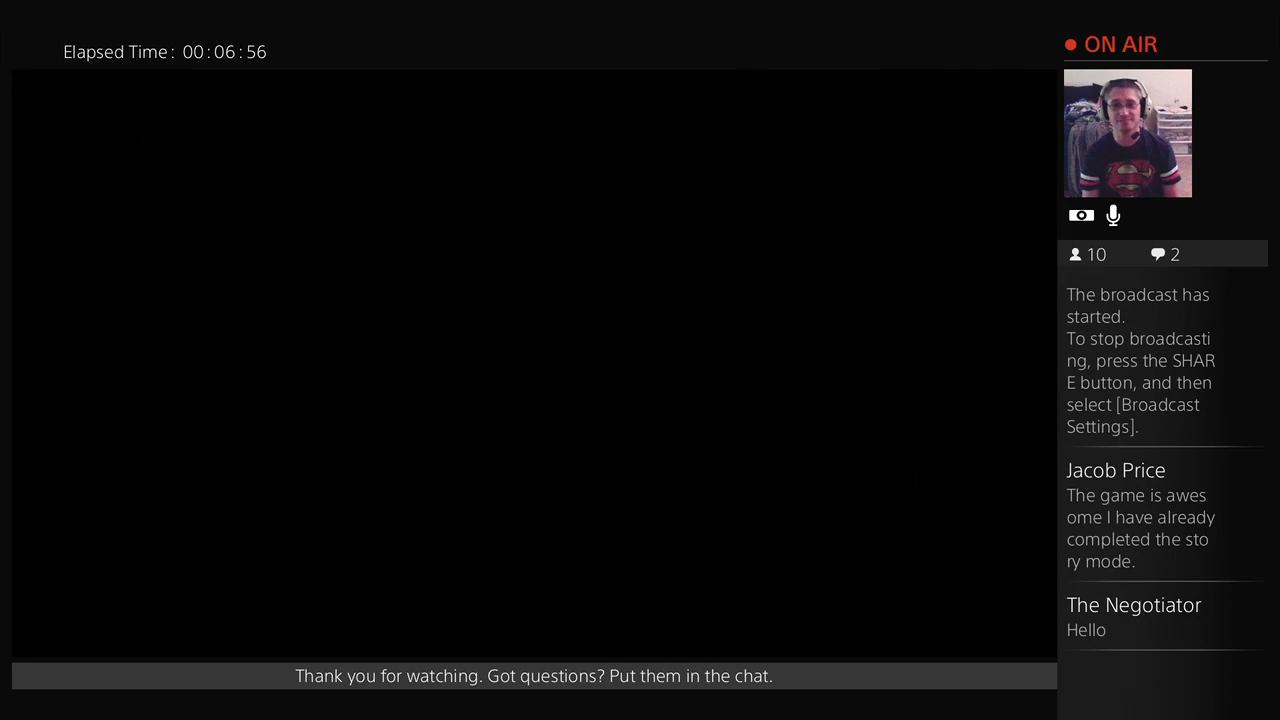 Elapsed Time: 00:06:56
ON AIR
10
2
The broadcast has
started.
To stop broadcasti
ng, press the SHAR
E button, and then
select [Broadcast
Settings].
Jacob Price
The game is awes
ome I have already
completed the sto
ry mode.
The Negotiator
Hello
Thank you for watching. Got questions? Put them in the chat.